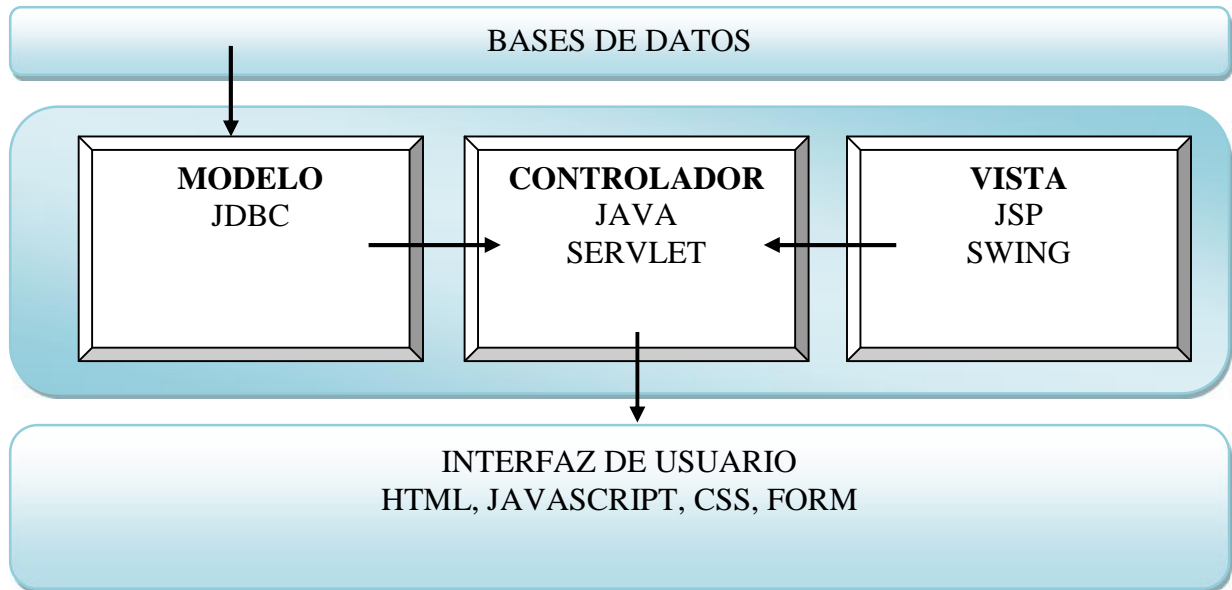 BASES DE DATOS
MODELO
JDBC
CONTROLADOR
JAVA
SERVLET
VISTA
JSP
SWING
INTERFAZ DE USUARIO
HTML, JAVASCRIPT, CSS, FORM